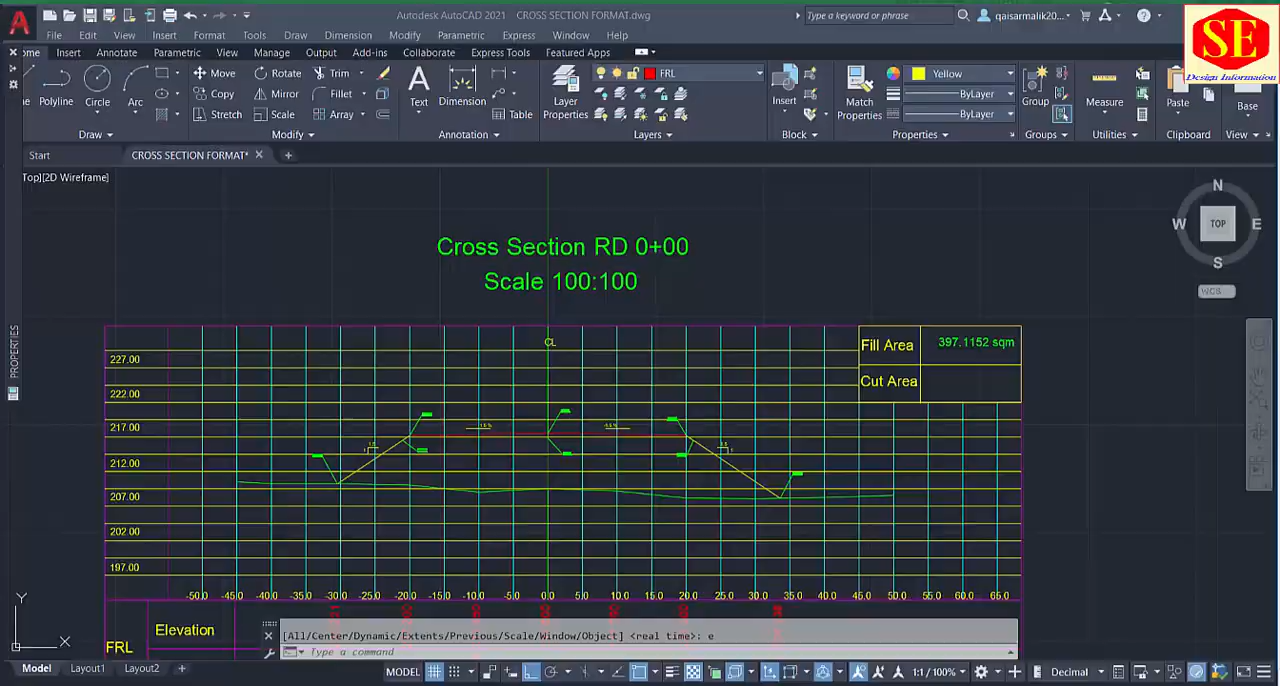 Autodesk AutoCAD 2021 CROSS SECTION FORMAT.dwg
Type a keyword or phrase
qaisarmalik20...
File Edit View Insert Format Tools Draw Dimension Modify Parametric Express Window Help
SE
Design Information
ome Insert Annotate Parametric View Manage Output Add-ins Collaborate Express Tools Featured Apps
Polyline Circle Arc
Move Rotate Trim
Copy Mirror Fillet
Stretch Scale Array
Text Dimension Table
Layer Properties
FRL
Insert
Match Properties
Yellow
ByLayer
ByLayer
Group
Measure
Paste
Base
Draw Modify Annotation Layers Block Properties Groups Utilities Clipboard View
Start CROSS SECTION FORMAT*
Top][2D Wireframe]
N
W TOP E
S
WCS
PROPERTIES
Cross Section RD 0+00
Scale 100:100
CL
Fill Area 397.1152 sqm
Cut Area
227.00
222.00
217.00
212.00
207.00
202.00
197.00
-50.0 -45.0 -40.0 -35.0 -30.0 -25.0 -20.0 -15.0 -10.0 -5.0 0.0 5.0 10.0 15.0 20.0 25.0 30.0 35.0 40.0 45.0 50.0 55.0 60.0 65.0
Elevation
FRL
Y
X
[All/Center/Dynamic/Extents/Previous/Scale/Window/Object] <real time>: e
Type a command
Model Layout1 Layout2 +
MODEL 1:1/100% Decimal